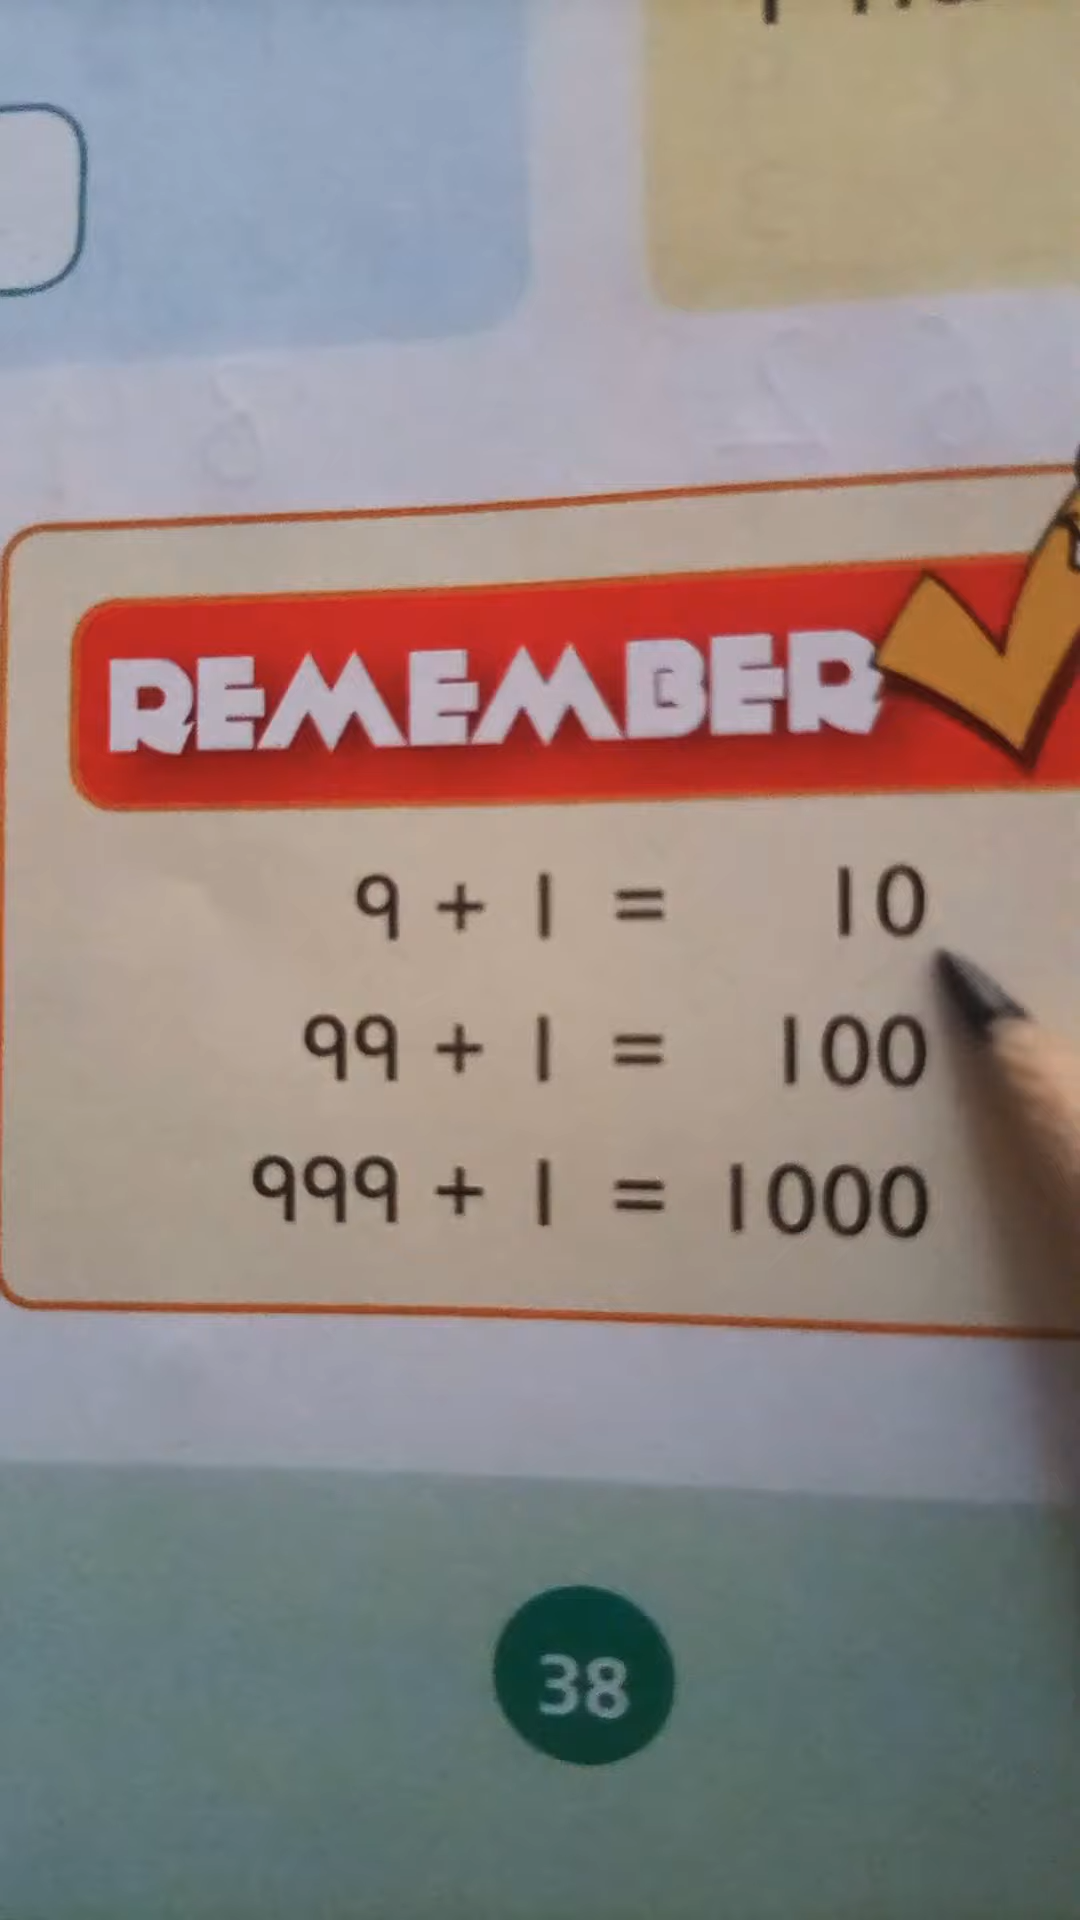 REMEMBER
9 + 1 = 10
99 + 1 = 100
999 + 1 = 1000
38